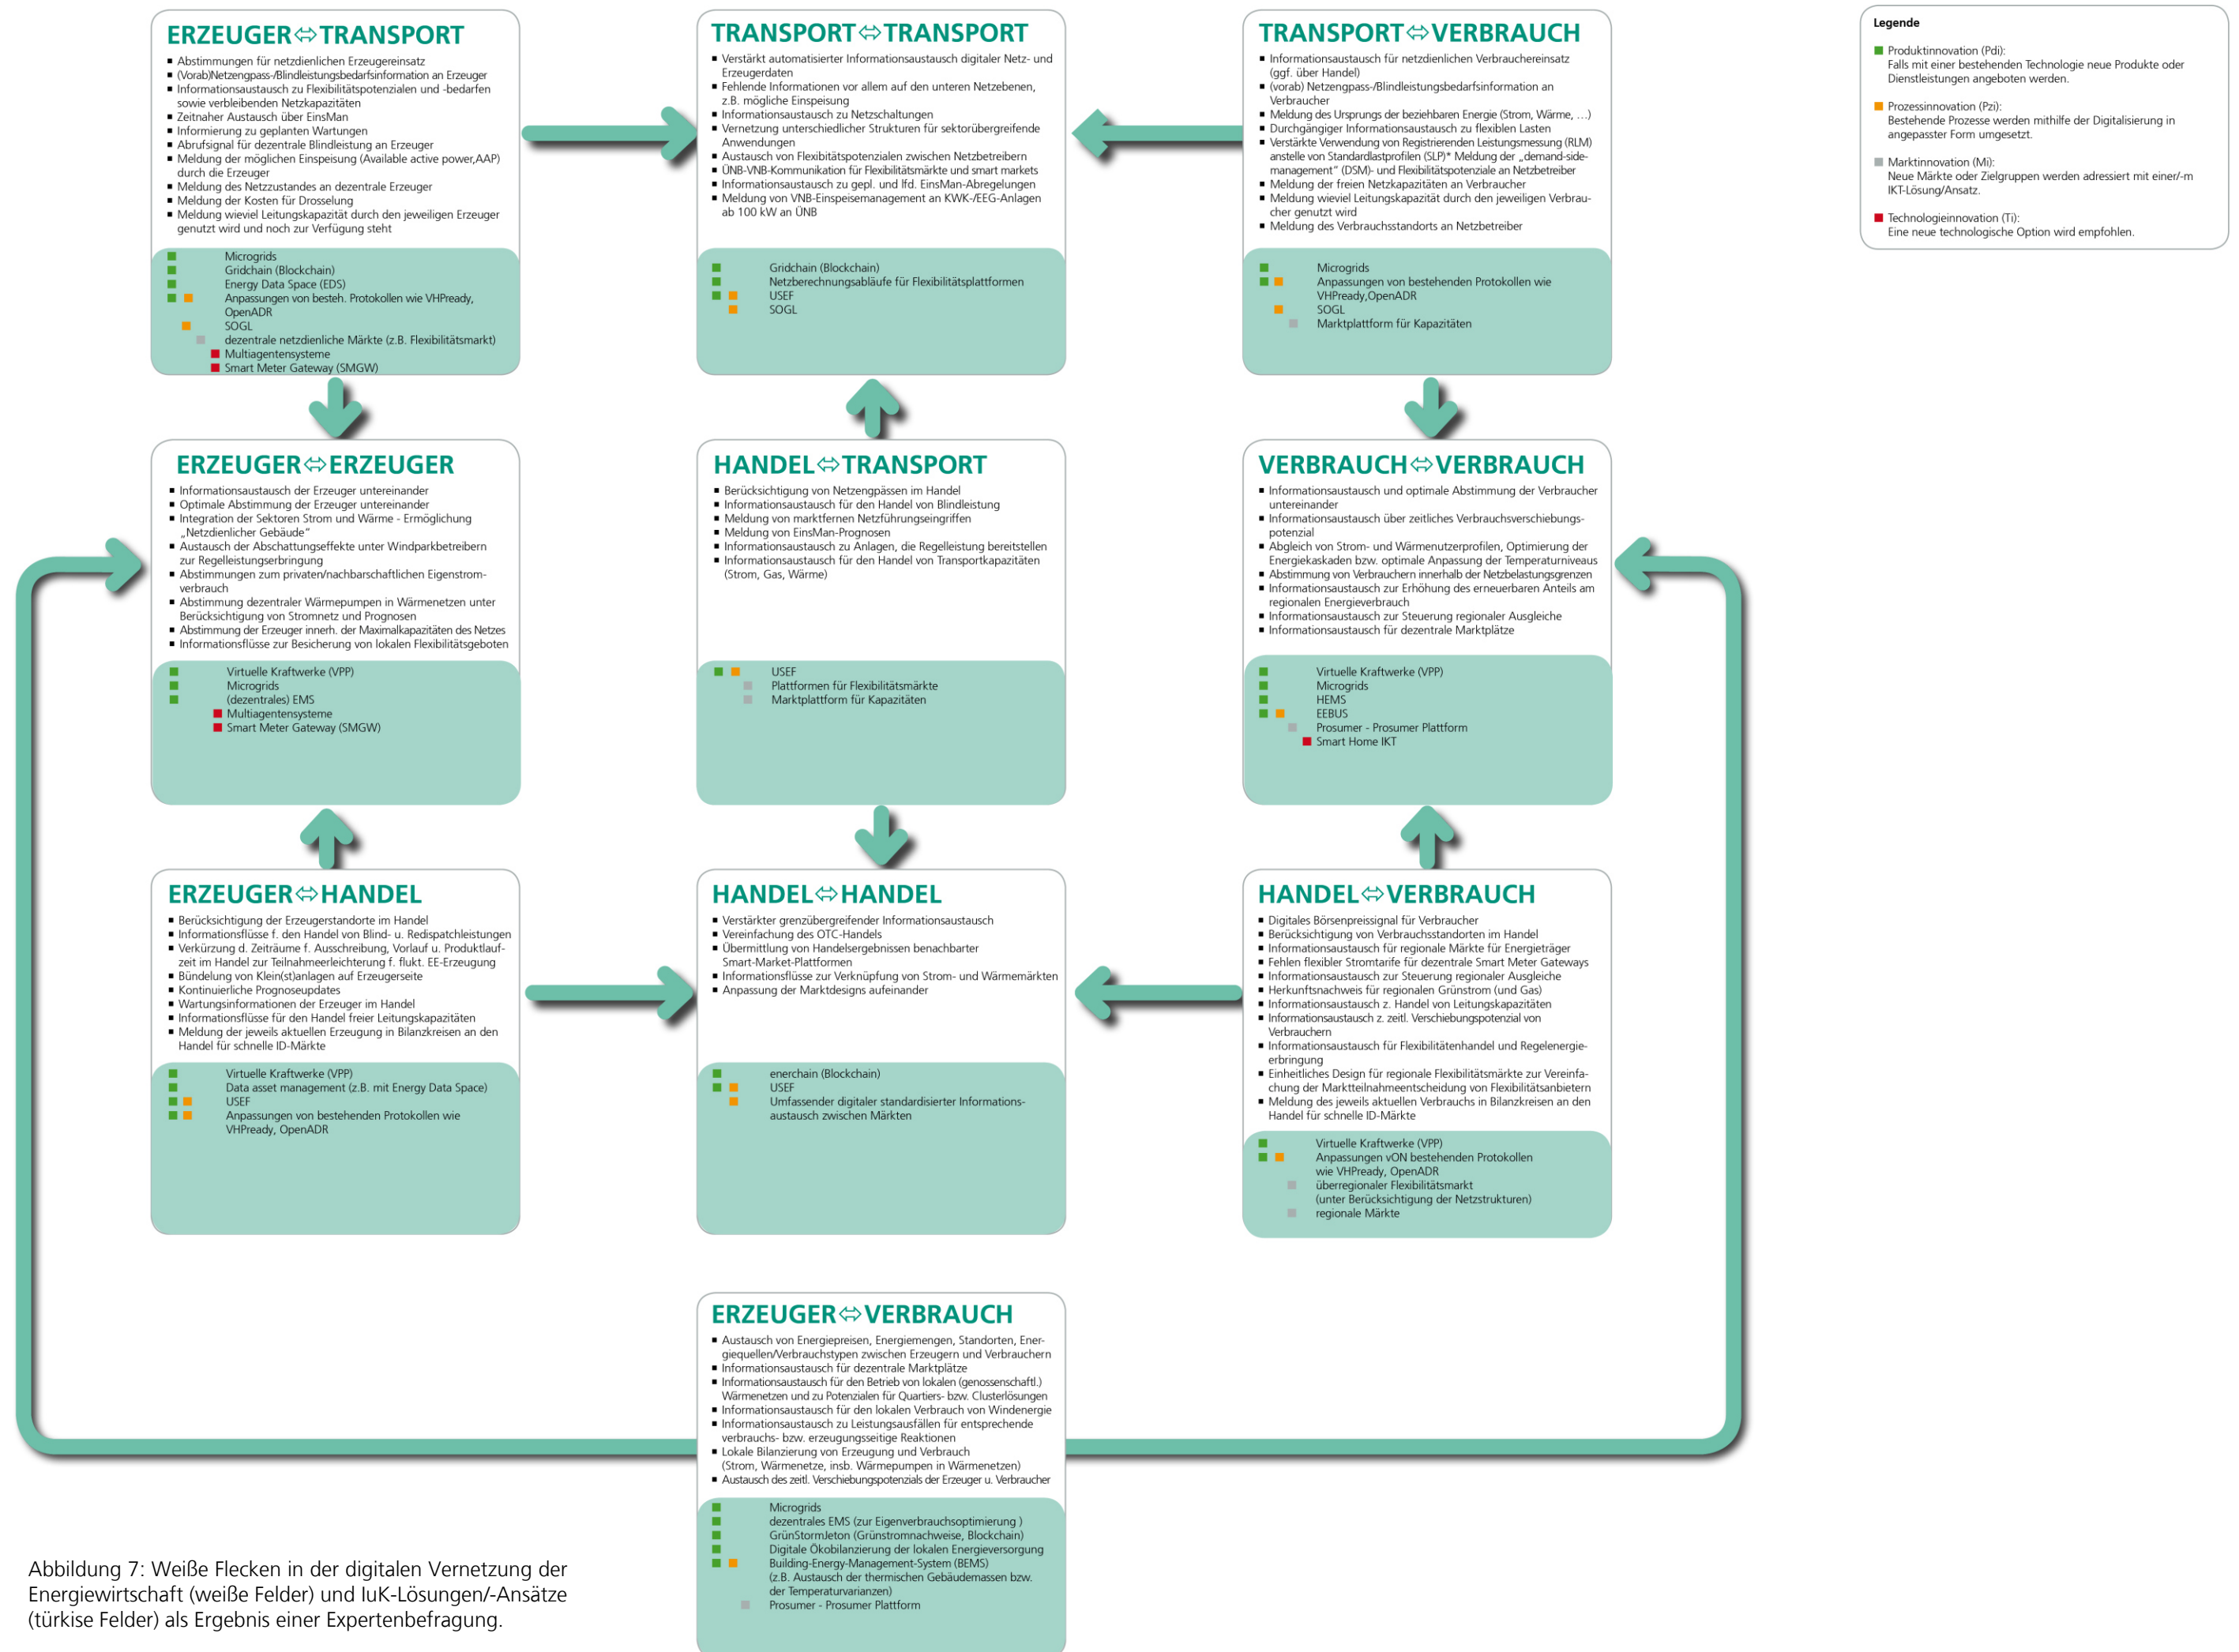 ERZEUGER⇔TRANSPORT
▪ Abstimmungen für netzdienlichen Erzeugereinsatz
▪ (Vorab)Netzengpass-/Blindleistungsbedarfsinformation an Erzeuger
▪ Informationsaustausch zu Flexibilitätspotenzialen und -bedarfen
sowie verbleibenden Netzkapazitäten
▪ Zeitnaher Austausch über EinsMan
▪ Informierung zu geplanten Wartungen
▪ Abrufsignal für dezentrale Blindleistung an Erzeuger
▪ Meldung der möglichen Einspeisung (Available active power,AAP)
durch die Erzeuger
▪ Meldung des Netzzustandes an dezentrale Erzeuger
▪ Meldung der Kosten für Drosselung
▪ Meldung wieviel Leitungskapazität durch den jeweiligen Erzeuger
genutzt wird und noch zur Verfügung steht
Microgrids
Gridchain (Blockchain)
Energy Data Space (EDS)
Anpassungen von besteh. Protokollen wie VHPready,
OpenADR
SOGL
dezentrale netzdienliche Märkte (z.B. Flexibilitätsmarkt)
Multiagentensysteme
Smart Meter Gateway (SMGW)
TRANSPORT⇔TRANSPORT
▪ Verstärkt automatisierter Informationsaustausch digitaler Netz- und
Erzeugerdaten
▪ Fehlende Informationen vor allem auf den unteren Netzebenen,
z.B. mögliche Einspeisung
▪ Informationsaustausch zu Netzschaltungen
▪ Vernetzung unterschiedlicher Strukturen für sektorübergreifende
Anwendungen
▪ Austausch von Flexibitätspotenzialen zwischen Netzbetreibern
▪ ÜNB-VNB-Kommunikation für Flexibilitätsmärkte und smart markets
▪ Informationsaustausch zu gepl. und lfd. EinsMan-Abregelungen
▪ Meldung von VNB-Einspeisemanagement an KWK-/EEG-Anlagen
ab 100 kW an ÜNB
Gridchain (Blockchain)
Netzberechnungsabläufe für Flexibilitätsplattformen
USEF
SOGL
TRANSPORT⇔VERBRAUCH
▪ Informationsaustausch für netzdienlichen Verbrauchereinsatz
(ggf. über Handel)
▪ (vorab) Netzengpass-/Blindleistungsbedarfsinformation an
Verbraucher
▪ Meldung des Ursprungs der beziehbaren Energie (Strom, Wärme, ...)
▪ Durchgängiger Informationsaustausch zu flexiblen Lasten
▪ Verstärkte Verwendung von Registrierenden Leistungsmessung (RLM)
anstelle von Standardlastprofilen (SLP)* Meldung der „demand-side-
management“ (DSM)- und Flexibilitätspotenziale an Netzbetreiber
▪ Meldung der freien Netzkapazitäten an Verbraucher
▪ Meldung wieviel Leitungskapazität durch den jeweiligen Verbrau-
cher genutzt wird
▪ Meldung des Verbrauchsstandorts an Netzbetreiber
Microgrids
Anpassungen von bestehenden Protokollen wie
VHPready,OpenADR
SOGL
Marktplattform für Kapazitäten
Legende
Produktinnovation (Pdi):
Falls mit einer bestehenden Technologie neue Produkte oder
Dienstleistungen angeboten werden.
Prozessinnovation (Pzi):
Bestehende Prozesse werden mithilfe der Digitalisierung in
angepasster Form umgesetzt.
Marktinnovation (Mi):
Neue Märkte oder Zielgruppen werden adressiert mit einer/-m
IKT-Lösung/Ansatz.
Technologieinnovation (Ti):
Eine neue technologische Option wird empfohlen.
ERZEUGER⇔ERZEUGER
▪ Informationsaustausch der Erzeuger untereinander
▪ Optimale Abstimmung der Erzeuger untereinander
▪ Integration der Sektoren Strom und Wärme - Ermöglichung
„Netzdienlicher Gebäude“
▪ Austausch der Abschattungseffekte unter Windparkbetreibern
zur Regelleistungserbringung
▪ Abstimmungen zum privaten/nachbarschaftlichen Eigenstrom-
verbrauch
▪ Abstimmung dezentraler Wärmepumpen in Wärmenetzen unter
Berücksichtigung von Stromnetz und Prognosen
▪ Abstimmung der Erzeuger innerh. der Maximalkapazitäten des Netzes
▪ Informationsflüsse zur Besicherung von lokalen Flexibilitätsgeboten
Virtuelle Kraftwerke (VPP)
Microgrids
(dezentrales) EMS
Multiagentensysteme
Smart Meter Gateway (SMGW)
HANDEL⇔TRANSPORT
▪ Berücksichtigung von Netzengpässen im Handel
▪ Informationsaustausch für den Handel von Blindleistung
▪ Meldung von marktfernen Netzführungseingriffen
▪ Meldung von EinsMan-Prognosen
▪ Informationsaustausch zu Anlagen, die Regelleistung bereitstellen
▪ Informationsaustausch für den Handel von Transportkapazitäten
(Strom, Gas, Wärme)
USEF
Plattformen für Flexibilitätsmärkte
Marktplattform für Kapazitäten
VERBRAUCH⇔VERBRAUCH
▪ Informationsaustausch und optimale Abstimmung der Verbraucher
untereinander
▪ Informationsaustausch über zeitliches Verbrauchsverschiebungs-
potenzial
▪ Abgleich von Strom- und Wärmenutzerprofilen, Optimierung der
Energiekaskaden bzw. optimale Anpassung der Temperaturniveaus
▪ Abstimmung von Verbrauchern innerhalb der Netzbelastungsgrenzen
▪ Informationsaustausch zur Erhöhung des erneuerbaren Anteils am
regionalen Energieverbrauch
▪ Informationsaustausch zur Steuerung regionaler Ausgleiche
▪ Informationsaustausch für dezentrale Marktplätze
Virtuelle Kraftwerke (VPP)
Microgrids
HEMS
EEBUS
Prosumer - Prosumer Plattform
Smart Home IKT
ERZEUGER⇔HANDEL
▪ Berücksichtigung der Erzeugerstandorte im Handel
▪ Informationsflüsse f. den Handel von Blind- u. Redispatchleistungen
▪ Verkürzung d. Zeiträume f. Ausschreibung, Vorlauf u. Produktlauf-
zeit im Handel zur Teilnahmeerleichterung f. flukt. EE-Erzeugung
▪ Bündelung von Klein(st)anlagen auf Erzeugerseite
▪ Kontinuierliche Prognoseupdates
▪ Wartungsinformationen der Erzeuger im Handel
▪ Informationsflüsse für den Handel freier Leitungskapazitäten
▪ Meldung der jeweils aktuellen Erzeugung in Bilanzkreisen an den
Handel für schnelle ID-Märkte
Virtuelle Kraftwerke (VPP)
Data asset management (z.B. mit Energy Data Space)
USEF
Anpassungen von bestehenden Protokollen wie
VHPready, OpenADR
HANDEL⇔HANDEL
▪ Verstärkter grenzübergreifender Informationsaustausch
▪ Vereinfachung des OTC-Handels
▪ Übermittlung von Handelsergebnissen benachbarter
Smart-Market-Plattformen
▪ Informationsflüsse zur Verknüpfung von Strom- und Wärmemärkten
▪ Anpassung der Marktdesigns aufeinander
enerchain (Blockchain)
USEF
Umfassender digitaler standardisierter Informations-
austausch zwischen Märkten
HANDEL⇔VERBRAUCH
▪ Digitales Börsenpreissignal für Verbraucher
▪ Berücksichtigung von Verbrauchsstandorten im Handel
▪ Informationsaustausch für regionale Märkte für Energieträger
▪ Fehlen flexibler Stromtarife für dezentrale Smart Meter Gateways
▪ Informationsaustausch zur Steuerung regionaler Ausgleiche
▪ Herkunftsnachweis für regionalen Grünstrom (und Gas)
▪ Informationsaustausch z. Handel von Leitungskapazitäten
▪ Informationsaustausch z. zeitl. Verschiebungspotenzial von
Verbrauchern
▪ Informationsaustausch für Flexibilitätenhandel und Regelenergie-
erbringung
▪ Einheitliches Design für regionale Flexibilitätsmärkte zur Vereinfa-
chung der Marktteilnahmeentscheidung von Flexibilitätsanbietern
▪ Meldung des jeweils aktuellen Verbrauchs in Bilanzkreisen an den
Handel für schnelle ID-Märkte
Virtuelle Kraftwerke (VPP)
Anpassungen vON bestehenden Protokollen
wie VHPready, OpenADR
überregionaler Flexibilitätsmarkt
(unter Berücksichtigung der Netzstrukturen)
regionale Märkte
ERZEUGER⇔VERBRAUCH
▪ Austausch von Energiepreisen, Energiemengen, Standorten, Ener-
giequellen/Verbrauchstypen zwischen Erzeugern und Verbrauchern
▪ Informationsaustausch für dezentrale Marktplätze
▪ Informationsaustausch für den Betrieb von lokalen (genossenschaftl.)
Wärmenetzen und zu Potenzialen für Quartiers- bzw. Clusterlösungen
▪ Informationsaustausch für den lokalen Verbrauch von Windenergie
▪ Informationsaustausch zu Leistungsausfällen für entsprechende
verbrauchs- bzw. erzeugungsseitige Reaktionen
▪ Lokale Bilanzierung von Erzeugung und Verbrauch
(Strom, Wärmenetze, insb. Wärmepumpen in Wärmenetzen)
▪ Austausch des zeitl. Verschiebungspotenzials der Erzeuger u. Verbraucher
Microgrids
dezentrales EMS (zur Eigenverbrauchsoptimierung )
GrünStormJeton (Grünstromnachweise, Blockchain)
Digitale Ökobilanzierung der lokalen Energieversorgung
Building-Energy-Management-System (BEMS)
(z.B. Austausch der thermischen Gebäudemassen bzw.
der Temperaturvarianzen)
Prosumer - Prosumer Plattform
Abbildung 7: Weiße Flecken in der digitalen Vernetzung der
Energiewirtschaft (weiße Felder) und IuK-Lösungen/-Ansätze
(türkise Felder) als Ergebnis einer Expertenbefragung.